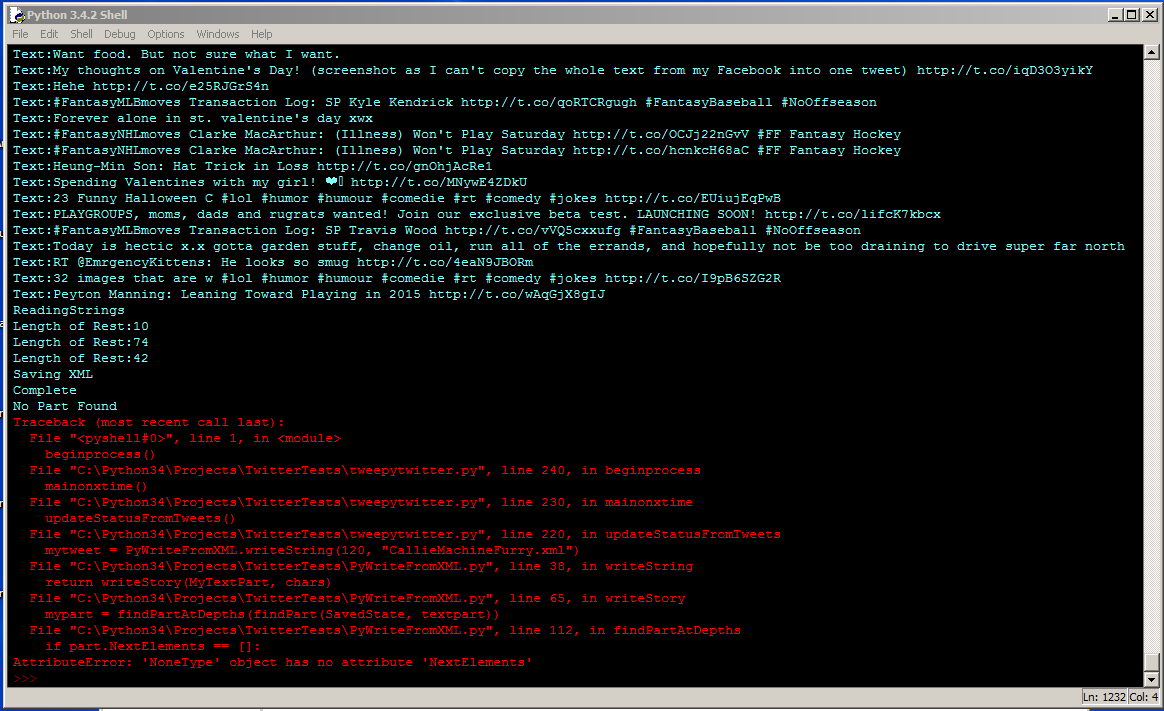 Python 3.4.2 Shell
File Edit Shell Debug Options Windows Help
Text:Want food. But not sure what I want.
Text:My thoughts on Valentine's Day! (screenshot as I can't copy the whole text from my Facebook into one tweet) http://t.co/iqD3O3yikY
Text:Hehe http://t.co/e25RJGrS4n
Text:#FantasyMLBmoves Transaction Log: SP Kyle Kendrick http://t.co/qoRTCRgugh #FantasyBaseball #NoOffseason
Text:Forever alone in st. valentine's day xwx
Text:#FantasyNHLmoves Clarke MacArthur: (Illness) Won't Play Saturday http://t.co/OCJj22nGvV #FF Fantasy Hockey
Text:#FantasyNHLmoves Clarke MacArthur: (Illness) Won't Play Saturday http://t.co/hcnkcH68aC #FF Fantasy Hockey
Text:Heung-Min Son: Hat Trick in Loss http://t.co/gnOhjAcRe1
Text:Spending Valentines with my girl! ❤️ http://t.co/MNywE4ZDkU
Text:23 Funny Halloween C #lol #humor #humour #comedie #rt #comedy #jokes http://t.co/EUiujEqPwB
Text:PLAYGROUPS, moms, dads and rugrats wanted! Join our exclusive beta test. LAUNCHING SOON! http://t.co/lifcK7kbcx
Text:#FantasyMLBmoves Transaction Log: SP Travis Wood http://t.co/vVQ5cxxufg #FantasyBaseball #NoOffseason
Text:Today is hectic x.x gotta garden stuff, change oil, run all of the errands, and hopefully not be too draining to drive super far north
Text:RT @EmrgencyKittens: He looks so smug http://t.co/4eaN9JBORm
Text:32 images that are w #lol #humor #humour #comedie #rt #comedy #jokes http://t.co/I9pB6SZG2R
Text:Peyton Manning: Leaning Toward Playing in 2015 http://t.co/wAqGjX8gIJ
ReadingStrings
Length of Rest:10
Length of Rest:74
Length of Rest:42
Saving XML
Complete
No Part Found
Traceback (most recent call last):
File "<pyshell#0>", line 1, in <module>
beginprocess()
File "C:\Python34\Projects\TwitterTests\tweepytwitter.py", line 240, in beginprocess
mainonxtime()
File "C:\Python34\Projects\TwitterTests\tweepytwitter.py", line 230, in mainonxtime
updateStatusFromTweets()
File "C:\Python34\Projects\TwitterTests\tweepytwitter.py", line 220, in updateStatusFromTweets
mytweet = PyWriteFromXML.writeString(120, "CallieMachineFurry.xml")
File "C:\Python34\Projects\TwitterTests\PyWriteFromXML.py", line 38, in writeString
return writeStory(MyTextPart, chars)
File "C:\Python34\Projects\TwitterTests\PyWriteFromXML.py", line 65, in writeStory
mypart = findPartAtDepths(findPart(SavedState, textpart))
File "C:\Python34\Projects\TwitterTests\PyWriteFromXML.py", line 112, in findPartAtDepths
if part.NextElements == []:
AttributeError: 'NoneType' object has no attribute 'NextElements'
>>>
Ln: 1232 Col: 4